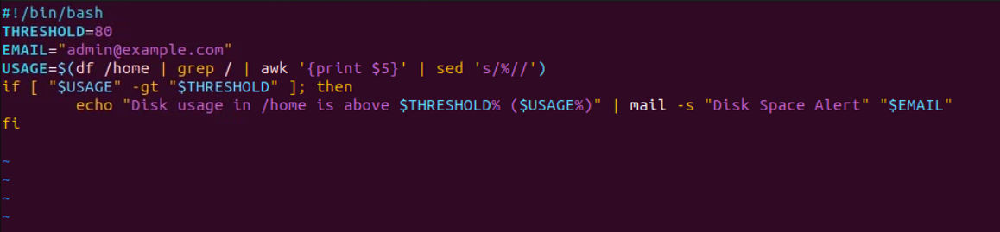 #!/bin/bash
THRESHOLD=80
EMAIL="admin@example.com"
USAGE=$(df /home | grep / | awk '{print $5}' | sed 's/%//')
if [ "$USAGE" -gt "$THRESHOLD" ]; then
        echo "Disk usage in /home is above $THRESHOLD% ($USAGE%)" | mail -s "Disk Space Alert" "$EMAIL"
fi

~
~
~
~